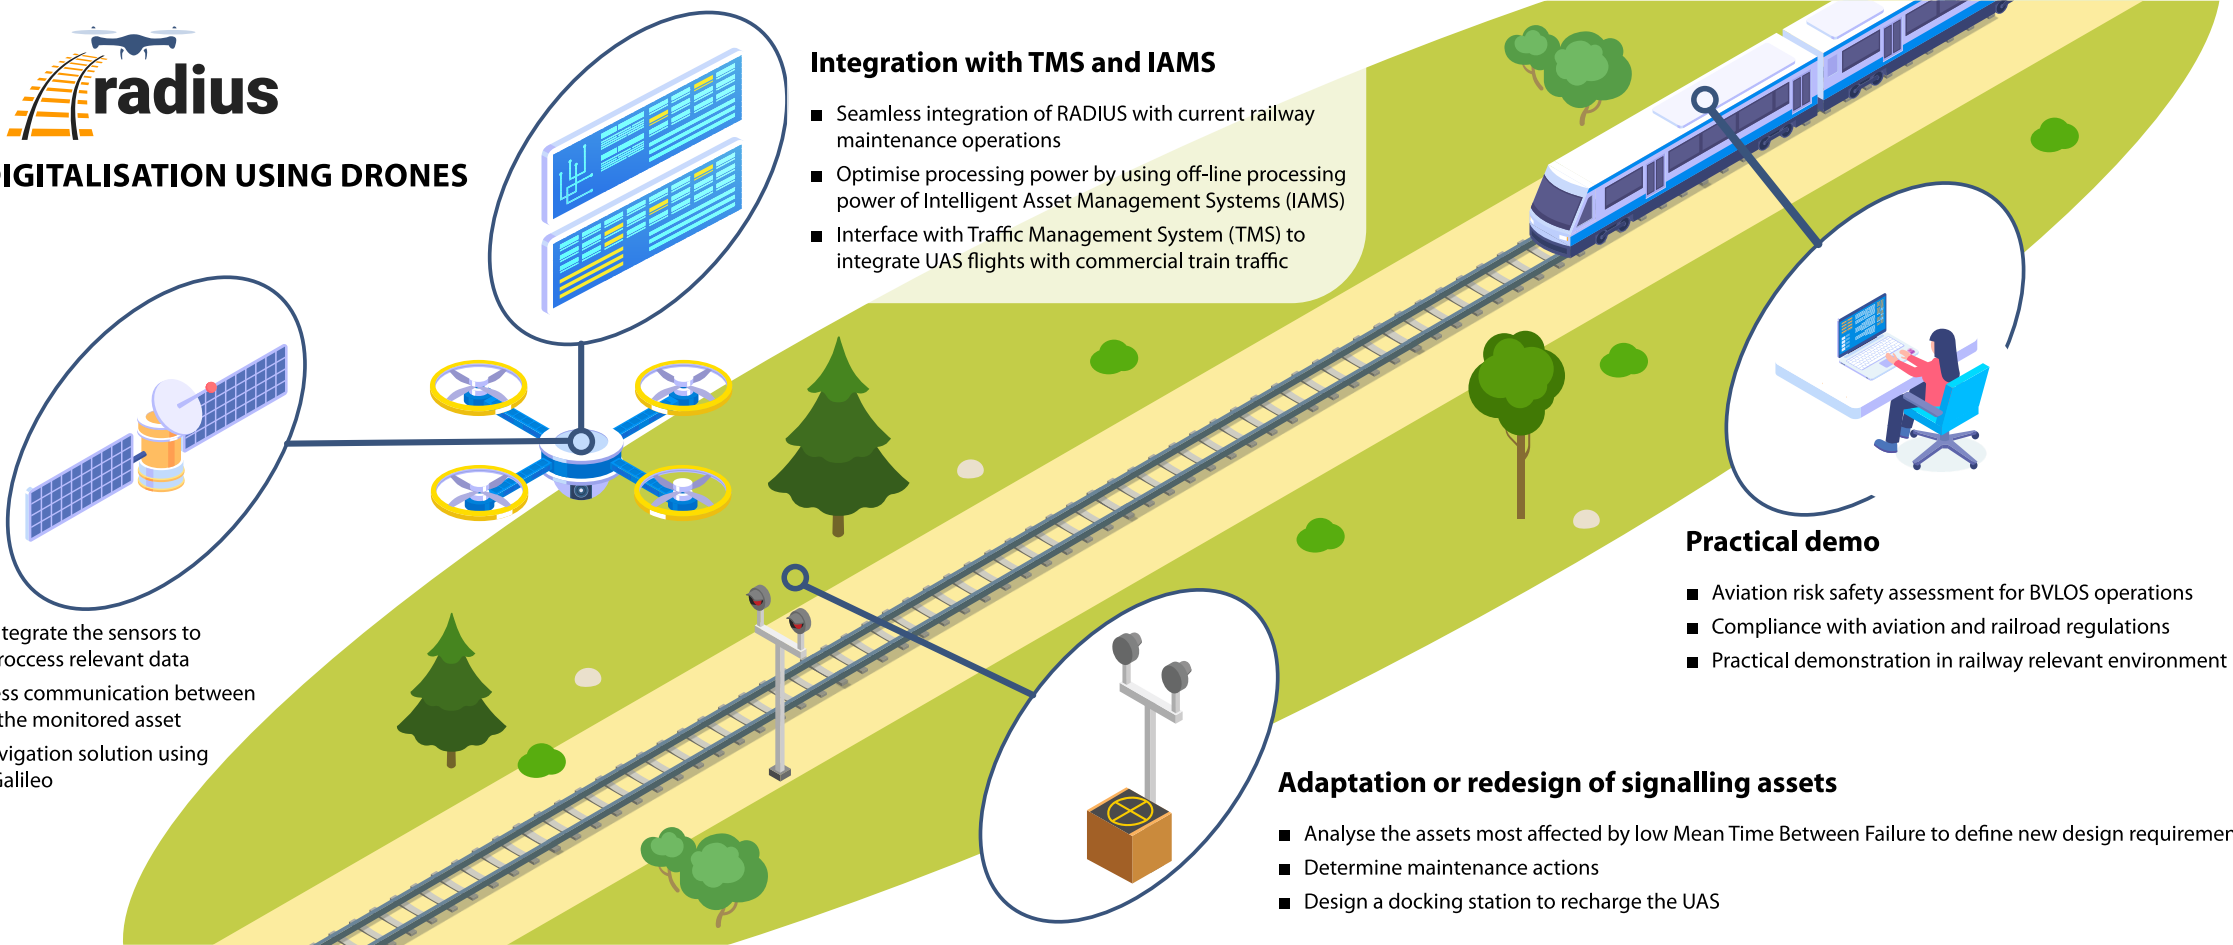 radius
DIGITALISATION USING DRONES
Integration with TMS and IAMS
■ Seamless integration of RADIUS with current railway
maintenance operations
■ Optimise processing power by using off-line processing
power of Intelligent Asset Management Systems (IAMS)
■ Interface with Traffic Management System (TMS) to
integrate UAS flights with commercial train traffic
tegrate the sensors to
roccess relevant data
ess communication between
the monitored asset
vigation solution using
Galileo
Practical demo
■ Aviation risk safety assessment for BVLOS operations
■ Compliance with aviation and railroad regulations
■ Practical demonstration in railway relevant environment
Adaptation or redesign of signalling assets
■ Analyse the assets most affected by low Mean Time Between Failure to define new design requiremen
■ Determine maintenance actions
■ Design a docking station to recharge the UAS